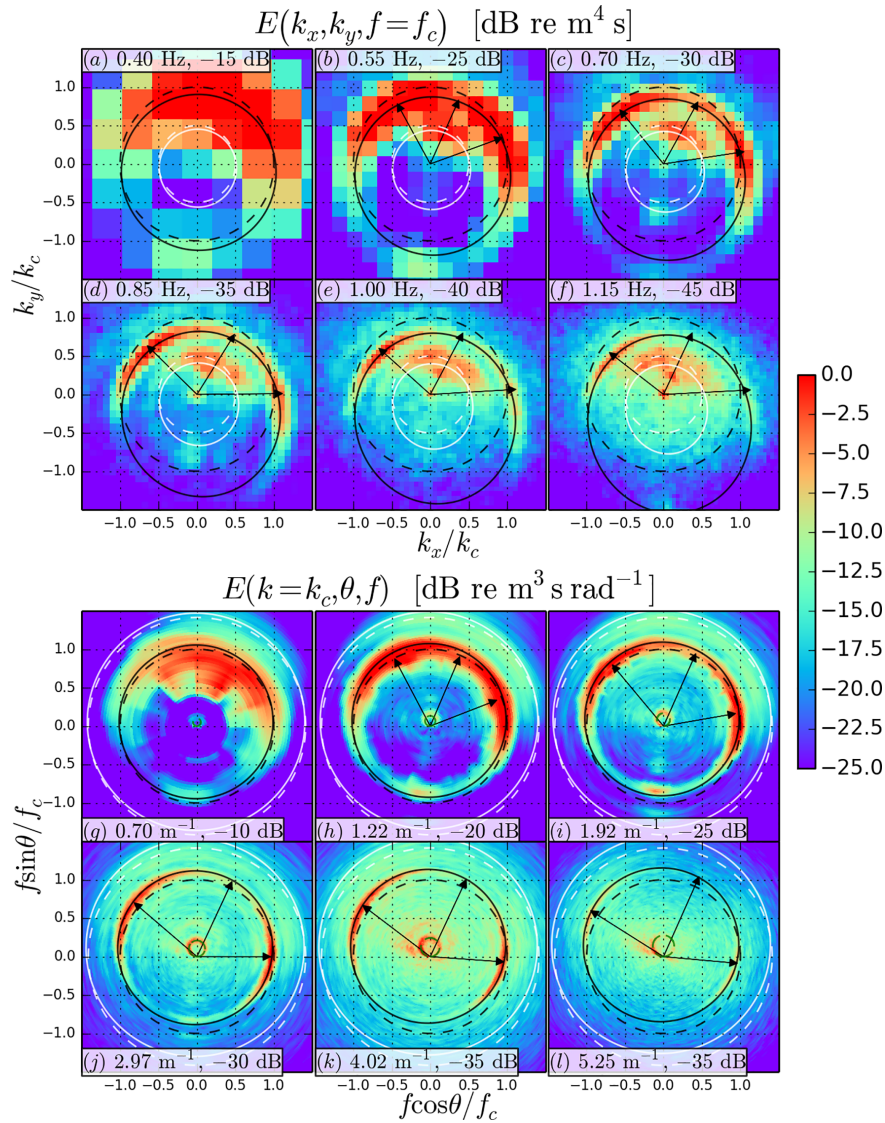 E(kx,ky,f=fc) [dB re m⁴ s]
(a) 0.40 Hz, −15 dB
(b) 0.55 Hz, −25 dB
(c) 0.70 Hz, −30 dB
1.0
0.5
0.0
−0.5
−1.0
(d) 0.85 Hz, −35 dB
(e) 1.00 Hz, −40 dB
(f) 1.15 Hz, −45 dB
1.0
0.5
0.0
−0.5
−1.0
ky/kc
−1.0 −0.5 0.0 0.5 1.0
−1.0 −0.5 0.0 0.5 1.0
−1.0 −0.5 0.0 0.5 1.0
kx/kc
0.0
−2.5
−5.0
−7.5
−10.0
−12.5
−15.0
−17.5
−20.0
−22.5
−25.0
E(k=kc,θ,f) [dB re m³ s rad⁻¹]
1.0
0.5
0.0
−0.5
−1.0
(g) 0.70 m⁻¹, −10 dB
(h) 1.22 m⁻¹, −20 dB
(i) 1.92 m⁻¹, −25 dB
fsinθ/fc
1.0
0.5
0.0
−0.5
−1.0
(j) 2.97 m⁻¹, −30 dB
(k) 4.02 m⁻¹, −35 dB
(l) 5.25 m⁻¹, −35 dB
−1.0 −0.5 0.0 0.5 1.0
−1.0 −0.5 0.0 0.5 1.0
−1.0 −0.5 0.0 0.5 1.0
fcosθ/fc